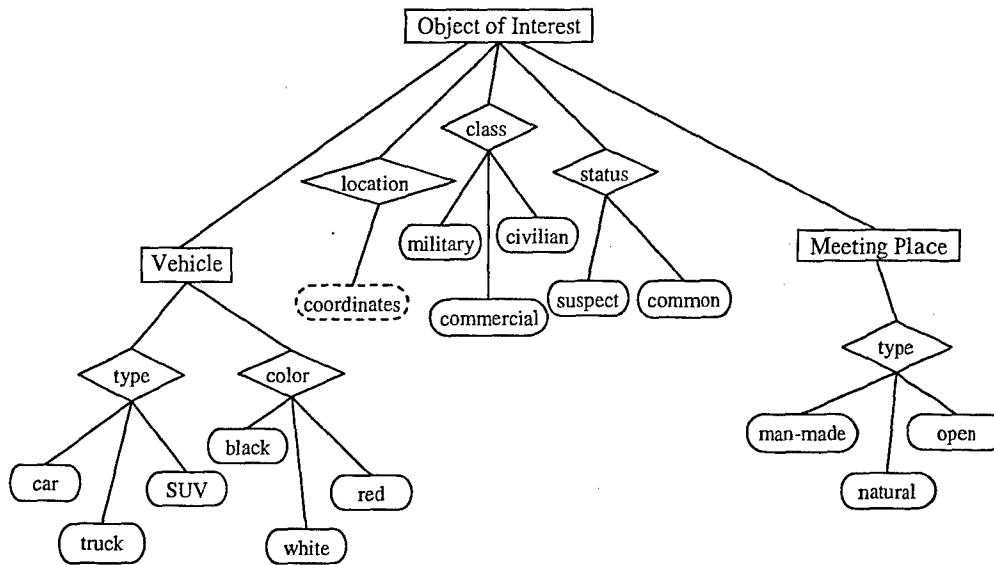 Object of Interest
class
location
status
military
civilian
Vehicle
Meeting Place
coordinates
suspect
common
commercial
type
color
type
black
man-made
open
car
SUV
red
natural
truck
white